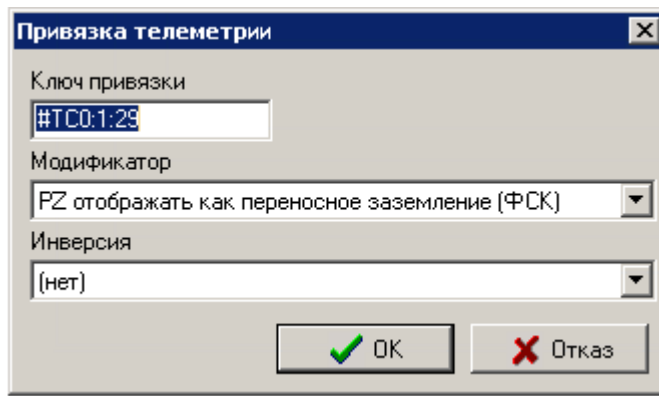 Привязка телеметрии
Ключ привязки
#TC0:1:29
Модификатор
PZ отображать как переносное заземление (ФСК)
Инверсия
(нет)
OK
Отказ